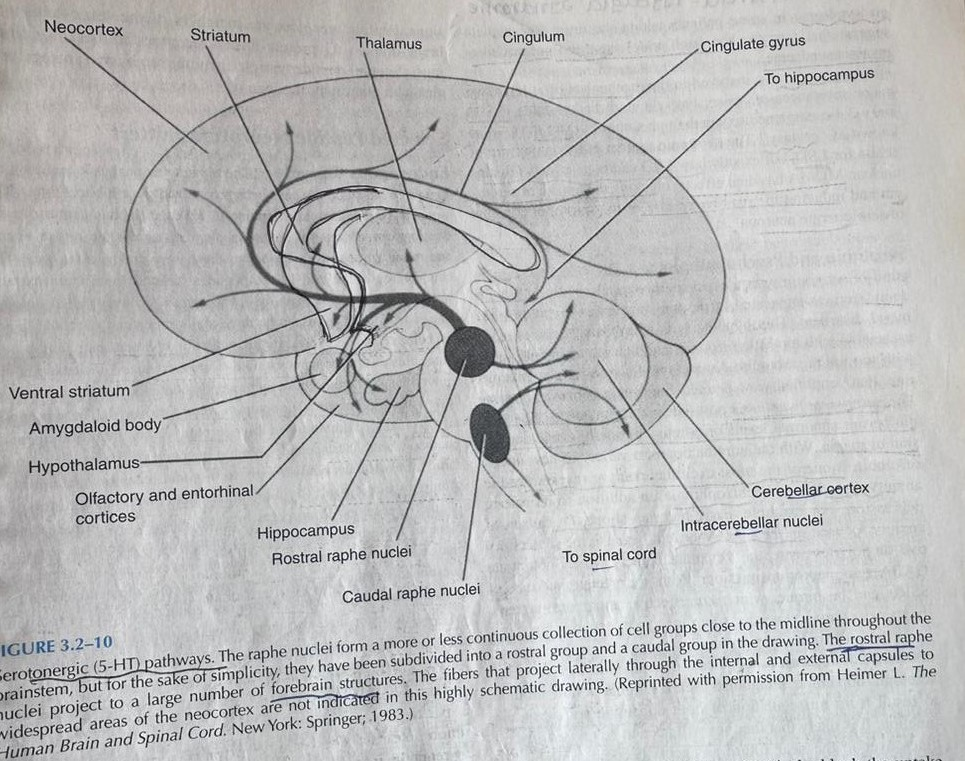 Neocortex
Striatum
Thalamus
Cingulum
Cingulate gyrus
To hippocampus
Ventral striatum
Amygdaloid body
Hypothalamus
Olfactory and entorhinal
cortices
Hippocampus
Rostral raphe nuclei
Caudal raphe nuclei
To spinal cord
Intracerebellar nuclei
Cerebellar cortex
IGURE 3.2–10
erotonergic (5-HT) pathways. The raphe nuclei form a more or less continuous collection of cell groups close to the midline throughout the
brainstem, but for the sake of simplicity, they have been subdivided into a rostral group and a caudal group in the drawing. The rostral raphe
nuclei project to a large number of forebrain structures. The fibers that project laterally through the internal and external capsules to
widespread areas of the neocortex are not indicated in this highly schematic drawing. (Reprinted with permission from Heimer L. The
Human Brain and Spinal Cord. New York: Springer; 1983.)